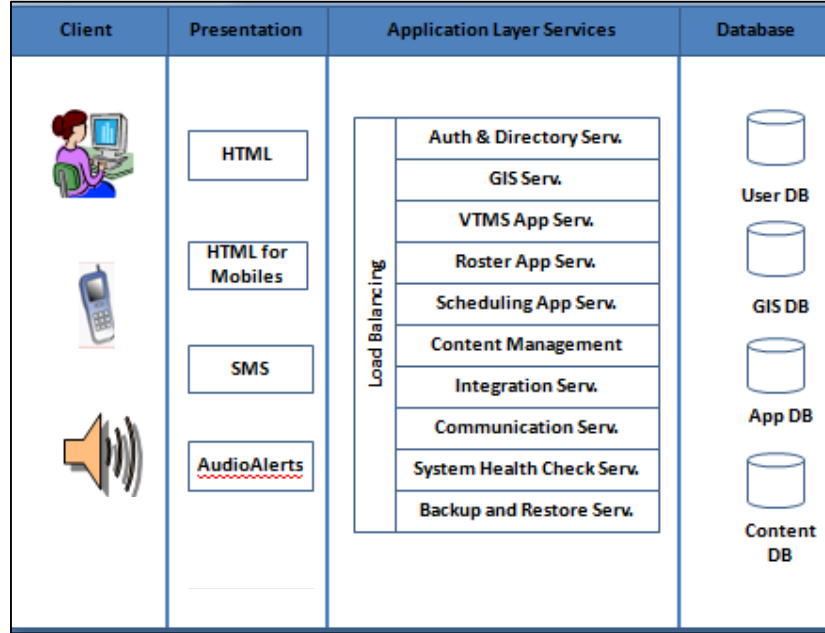 Client
Presentation
Application Layer Services
Database
HTML
HTML for
Mobiles
SMS
AudioAlerts
Load Balancing
Auth & Directory Serv.
GIS Serv.
VTMS App Serv.
Roster App Serv.
Scheduling App Serv.
Content Management
Integration Serv.
Communication Serv.
System Health Check Serv.
Backup and Restore Serv.
User DB
GIS DB
App DB
Content
DB